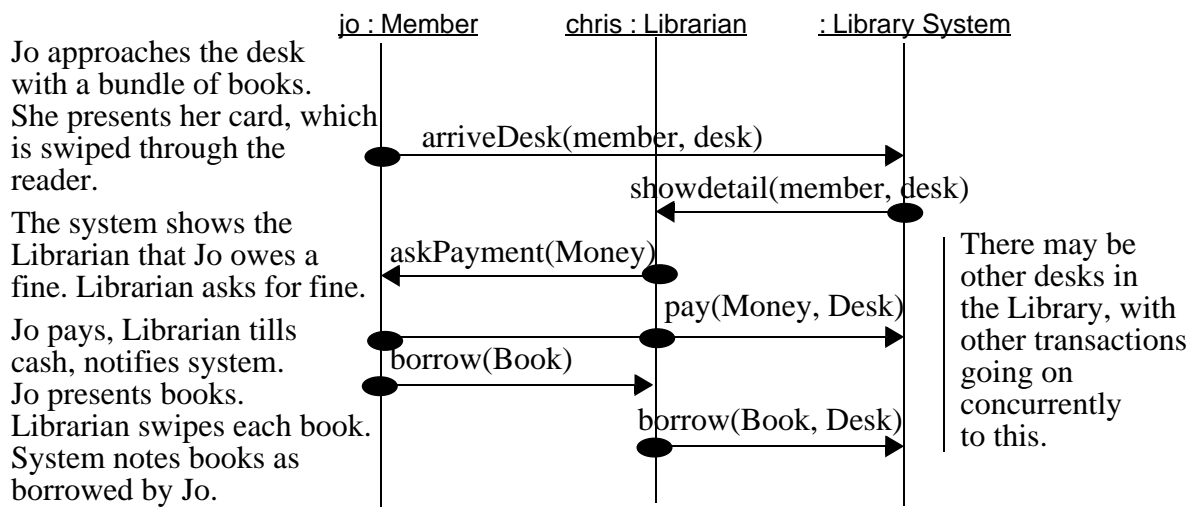 jo : Member
chris : Librarian
: Library System
Jo approaches the desk
with a bundle of books.
She presents her card, which
is swiped through the
reader.
The system shows the
Librarian that Jo owes a
fine. Librarian asks for fine.
Jo pays, Librarian tills
cash, notifies system.
Jo presents books.
Librarian swipes each book.
System notes books as
borrowed by Jo.
arriveDesk(member, desk)
showdetail(member, desk)
askPayment(Money)
pay(Money, Desk)
borrow(Book)
borrow(Book, Desk)
There may be
other desks in
the Library, with
other transactions
going on
concurrently
to this.